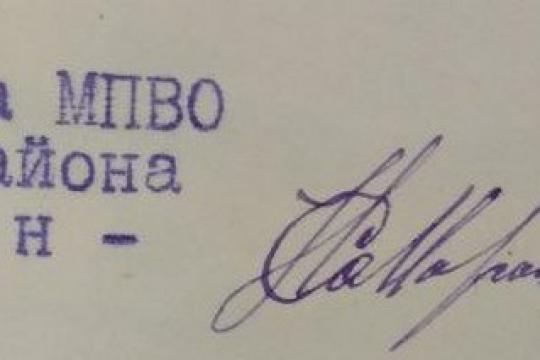 а МПВО
айона
н -